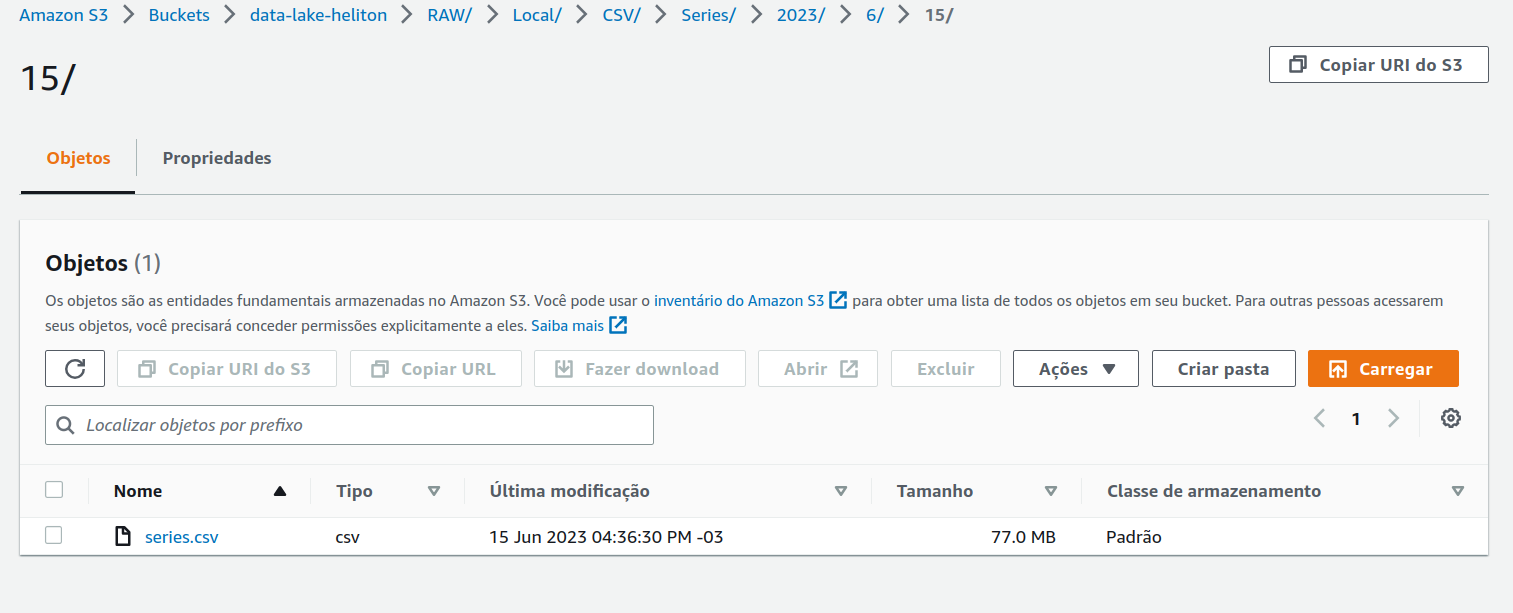 Amazon S3 > Buckets > data-lake-heliton > RAW/ > Local/ > CSV/ > Series/ > 2023/ > 6/ > 15/
15/
Copiar URI do S3
Objetos Propriedades
Objetos (1)
Os objetos são as entidades fundamentais armazenadas no Amazon S3. Você pode usar o inventário do Amazon S3 para obter uma lista de todos os objetos em seu bucket. Para outras pessoas acessarem
seus objetos, você precisará conceder permissões explicitamente a eles. Saiba mais
Copiar URI do S3 Copiar URL Fazer download Abrir Excluir Ações Criar pasta Carregar
Localizar objetos por prefixo
1
Nome Tipo Última modificação Tamanho Classe de armazenamento
series.csv csv 15 Jun 2023 04:36:30 PM -03 77.0 MB Padrão